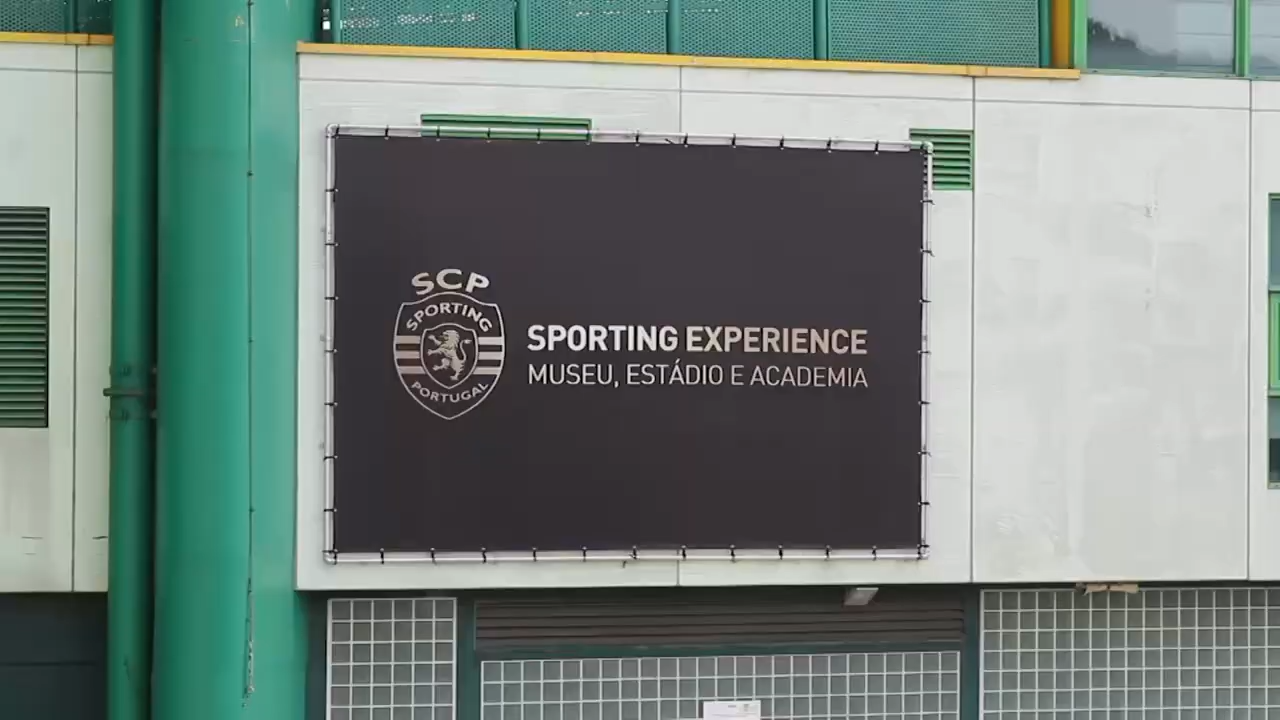 SCP
SPORTING
PORTUGAL
SPORTING EXPERIENCE
MUSEU, ESTÁDIO E ACADEMIA